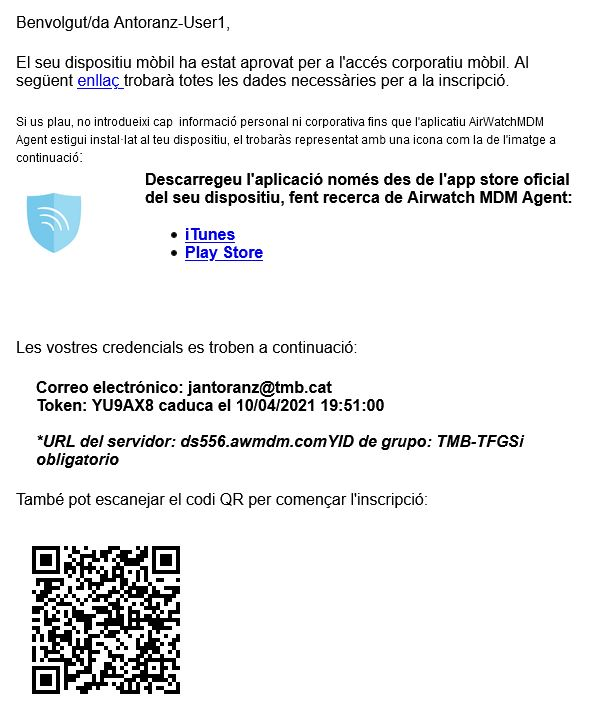 Benvolgut/da Antoranz-User1,
El seu dispositiu mòbil ha estat aprovat per a l'accés corporatiu mòbil. Al
següent enllaç trobarà totes les dades necessàries per a la inscripció.
Si us plau, no introdueixi cap informació personal ni corporativa fins que l'aplicatiu AirWatchMDM
Agent estigui instal·lat al teu dispositiu, el trobaràs representat amb una icona com la de l'imatge a
continuació:
Descarregeu l'aplicació només des de l'app store oficial
del seu dispositiu, fent recerca de Airwatch MDM Agent:
• iTunes
• Play Store
Les vostres credencials es troben a continuació:
Correo electrónico: jantoranz@tmb.cat
Token: YU9AX8 caduca el 10/04/2021 19:51:00
*URL del servidor: ds556.awmdm.comYID de grupo: TMB-TFGSi
obligatorio
També pot escanejar el codi QR per començar l'inscripció: